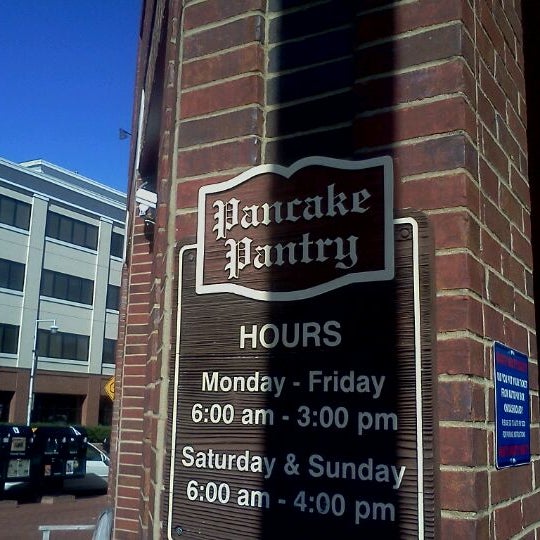 Pancake
Pantry
HOURS
Monday - Friday
6:00 am - 3:00 pm
Saturday & Sunday
6:00 am - 4:00 pm